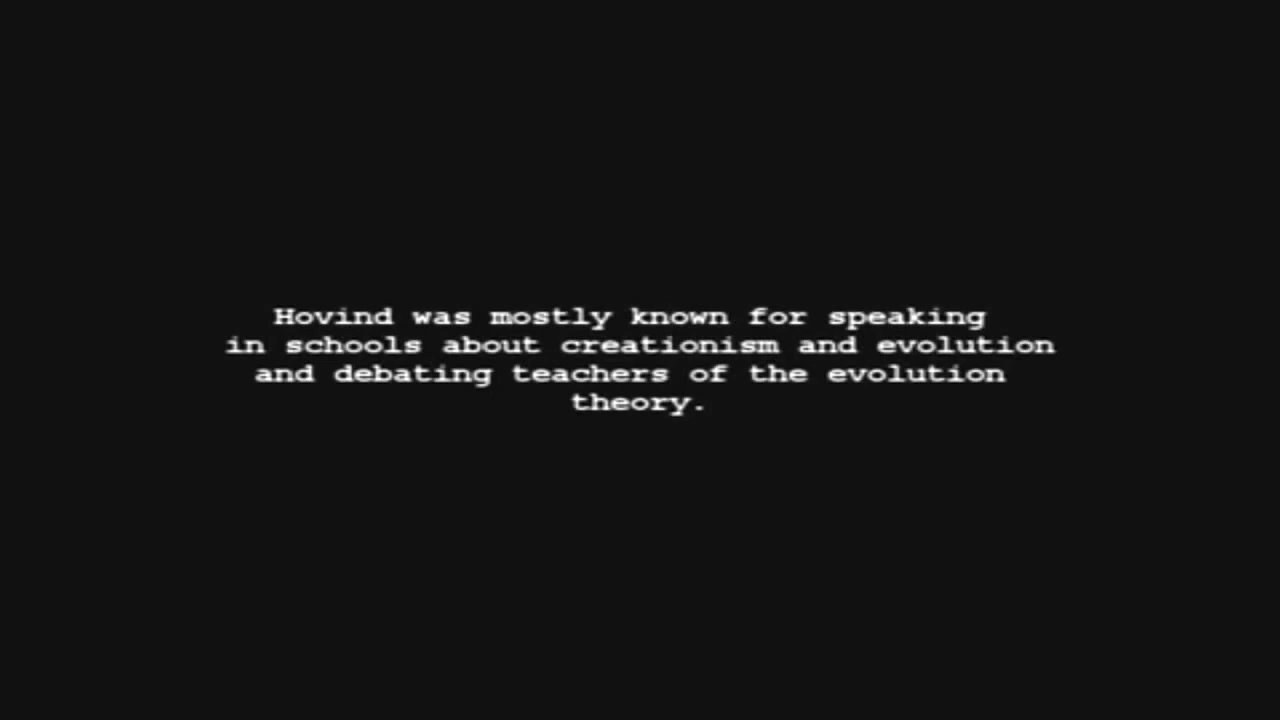 Hovind was mostly known for speaking
in schools about creationism and evolution
and debating teachers of the evolution
theory.